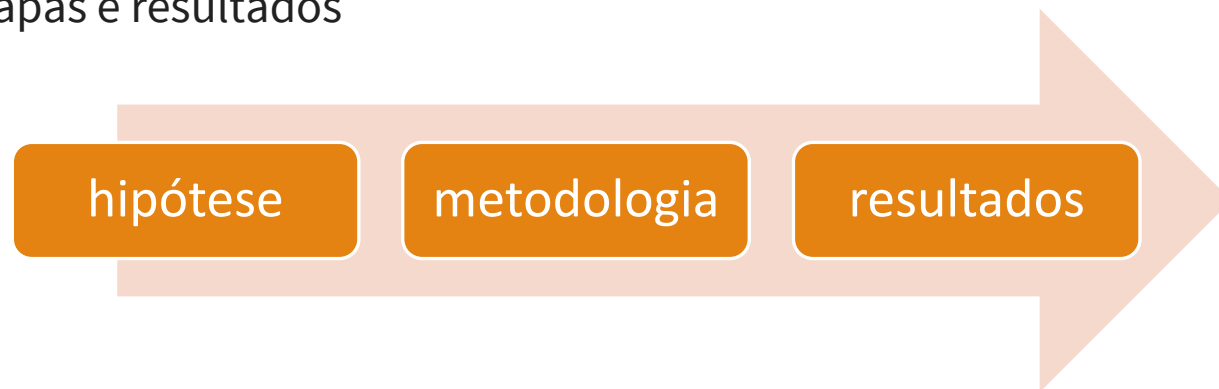 apas e resultados
hipótese
metodologia
resultados